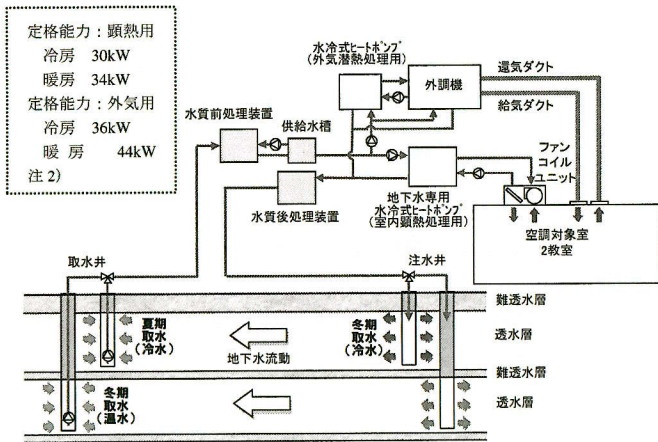 定格能力：顕熱用
冷房 30kW
暖房 34kW
定格能力：外気用
冷房 36kW
暖 房 44kW
注 2）
水冷式ﾋｰﾄﾎﾟﾝﾌﾟ
(外気潜熱処理用)
外調機
還気ダクト
給気ダクト
水質前処理装置
供給水槽
ファン
コイル
ユニット
水質後処理装置
地下水専用
水冷式ﾋｰﾄﾎﾟﾝﾌﾟ
(室内顕熱処理用)
空調対象室
2教室
取水井
注水井
難透水層
夏期
取水
(冷水)
地下水流動
冬期
取水
(冷水)
透水層
難透水層
冬期
取水
(温水)
透水層